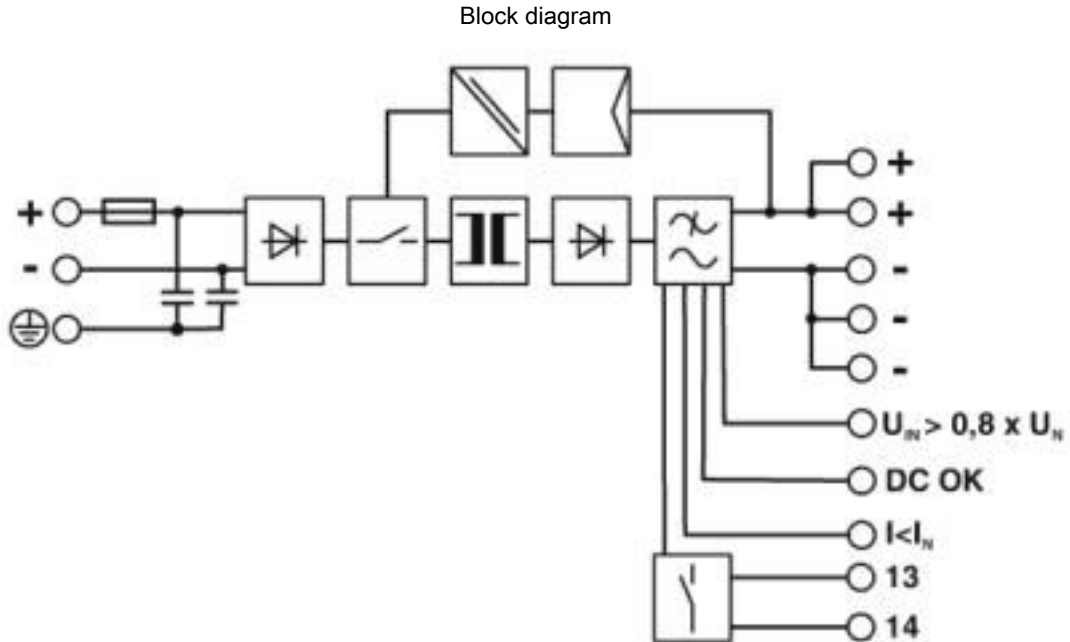 Block diagram
+
+
+
-
-
-
-
U_IN > 0,8 x U_N
DC OK
I<I_N
13
14